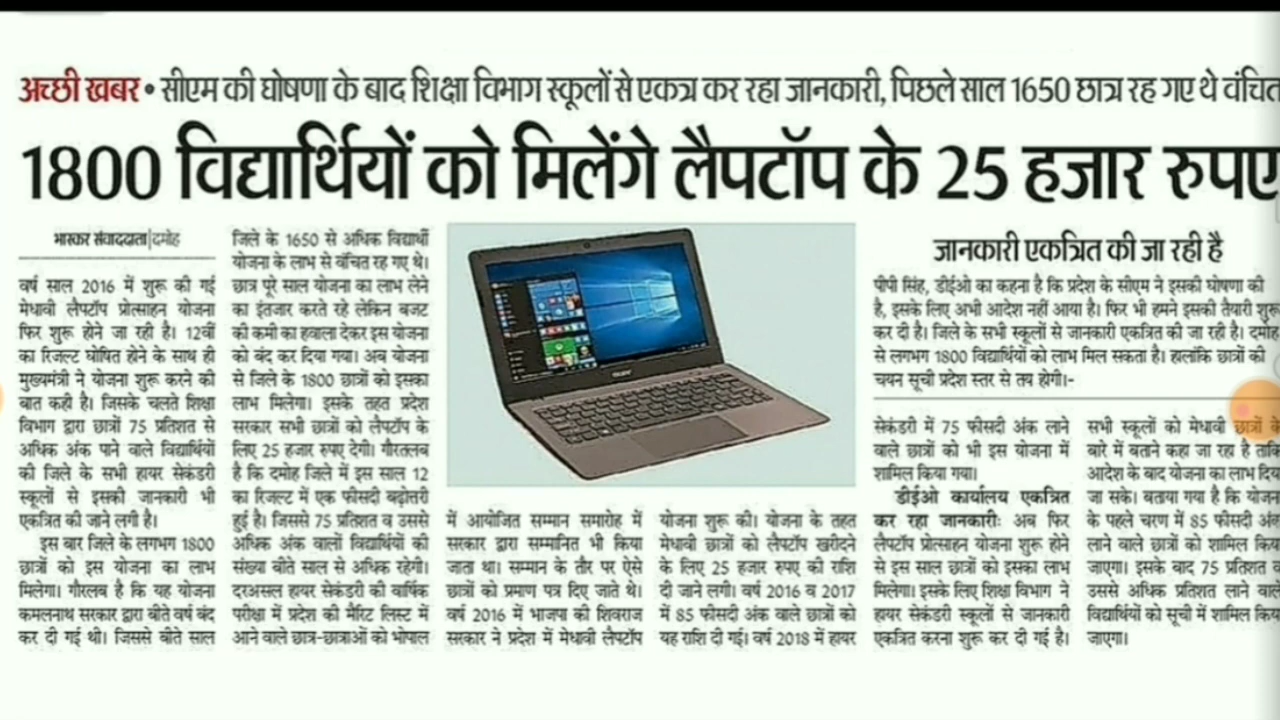 अच्छी खबर • सीएम की घोषणा के बाद शिक्षा विभाग स्कूलों से एकत्र कर रहा जानकारी, पिछले साल 1650 छात्र रह गए थे वंचित
1800 विद्यार्थियों को मिलेंगे लैपटॉप के 25 हजार रुपए
भास्कर संवाददाता|दमोह
वर्ष साल 2016 में शुरू की गई
मेधावी लैपटॉप प्रोत्साहन योजना
फिर शुरू होने जा रही है। 12वीं
का रिजल्ट घोषित होने के साथ ही
मुख्यमंत्री ने योजना शुरू करने की
बात कही है। जिसके चलते शिक्षा
विभाग द्वारा छात्रों 75 प्रतिशत से
अधिक अंक पाने वाले विद्यार्थियों
की जिले के सभी हायर सेकंडरी
स्कूलों से इसकी जानकारी भी
एकत्रित की जाने लगी है।
इस बार जिले के लगभग 1800
छात्रों को इस योजना का लाभ
मिलेगा। गौरलब है कि यह योजना
कमलनाथ सरकार द्वारा बीते वर्ष बंद
कर दी गई थी। जिससे बीते साल
जिले के 1650 से अधिक विद्यार्थी
योजना के लाभ से वंचित रह गए थे।
छात्र पूरे साल योजना का लाभ लेने
का इंतजार करते रहे लेकिन बजट
की कमी का हवाला देकर इस योजना
को बंद कर दिया गया। अब योजना
से जिले के 1800 छात्रों को इसका
लाभ मिलेगा। इसके तहत प्रदेश
सरकार सभी छात्रों को लैपटॉप के
लिए 25 हजार रुपए देगी। गौरतलब
है कि दमोह जिले में इस साल 12
का रिजल्ट में एक फीसदी बढ़ोत्तरी
हुई है। जिससे 75 प्रतिशत व उससे
अधिक अंक वालों विद्यार्थियों की
संख्या बीते साल से अधिक रहेगी।
दरअसल हायर सेकंडरी की वार्षिक
परीक्षा में प्रदेश की मैरिट लिस्ट में
आने वाले छात्र-छात्राओं को भोपाल
में आयोजित सम्मान समारोह में
सरकार द्वारा सम्मानित भी किया
जाता था। सम्मान के तौर पर ऐसे
छात्रों को प्रमाण पत्र दिए जाते थे।
वर्ष 2016 में भाजपा की शिवराज
सरकार ने प्रदेश में मेधावी लैपटॉप
योजना शुरू की। योजना के तहत
मेधावी छात्रों को लैपटॉप खरीदने
के लिए 25 हजार रुपए की राशि
दी जाने लगी। वर्ष 2016 व 2017
में 85 फीसदी अंक वाले छात्रों को
यह राशि दी गई। वर्ष 2018 में हायर
जानकारी एकत्रित की जा रही है
पीपी सिंह, डीईओ का कहना है कि प्रदेश के सीएम ने इसकी घोषणा की
है, इसके लिए अभी आदेश नहीं आया है। फिर भी हमने इसकी तैयारी शुरू
कर दी है। जिले के सभी स्कूलों से जानकारी एकत्रित की जा रही है। दमोह
से लगभग 1800 विद्यार्थियों को लाभ मिल सकता है। हालांकि छात्रों की
चयन सूची प्रदेश स्तर से तय होगी।-
सेकंडरी में 75 फीसदी अंक लाने
वाले छात्रों को भी इस योजना में
शामिल किया गया।
डीईओ कार्यालय एकत्रित
कर रहा जानकारी: अब फिर
लैपटॉप प्रोत्साहन योजना शुरू होने
से इस साल छात्रों को इसका लाभ
मिलेगा। इसके लिए शिक्षा विभाग ने
हायर सेकंडरी स्कूलों से जानकारी
एकत्रित करना शुरू कर दी गई है।
सभी स्कूलों को मेधावी छात्रों के
बारे में बताने कहा जा रहा है ताकि
आदेश के बाद योजना का लाभ दिया
जा सके। बताया गया है कि योजना
के पहले चरण में 85 फीसदी अंक
लाने वाले छात्रों को शामिल किया
जाएगा। इसके बाद 75 प्रतिशत व
उससे अधिक प्रतिशत लाने वाले
विद्यार्थियों को सूची में शामिल किया
जाएगा।